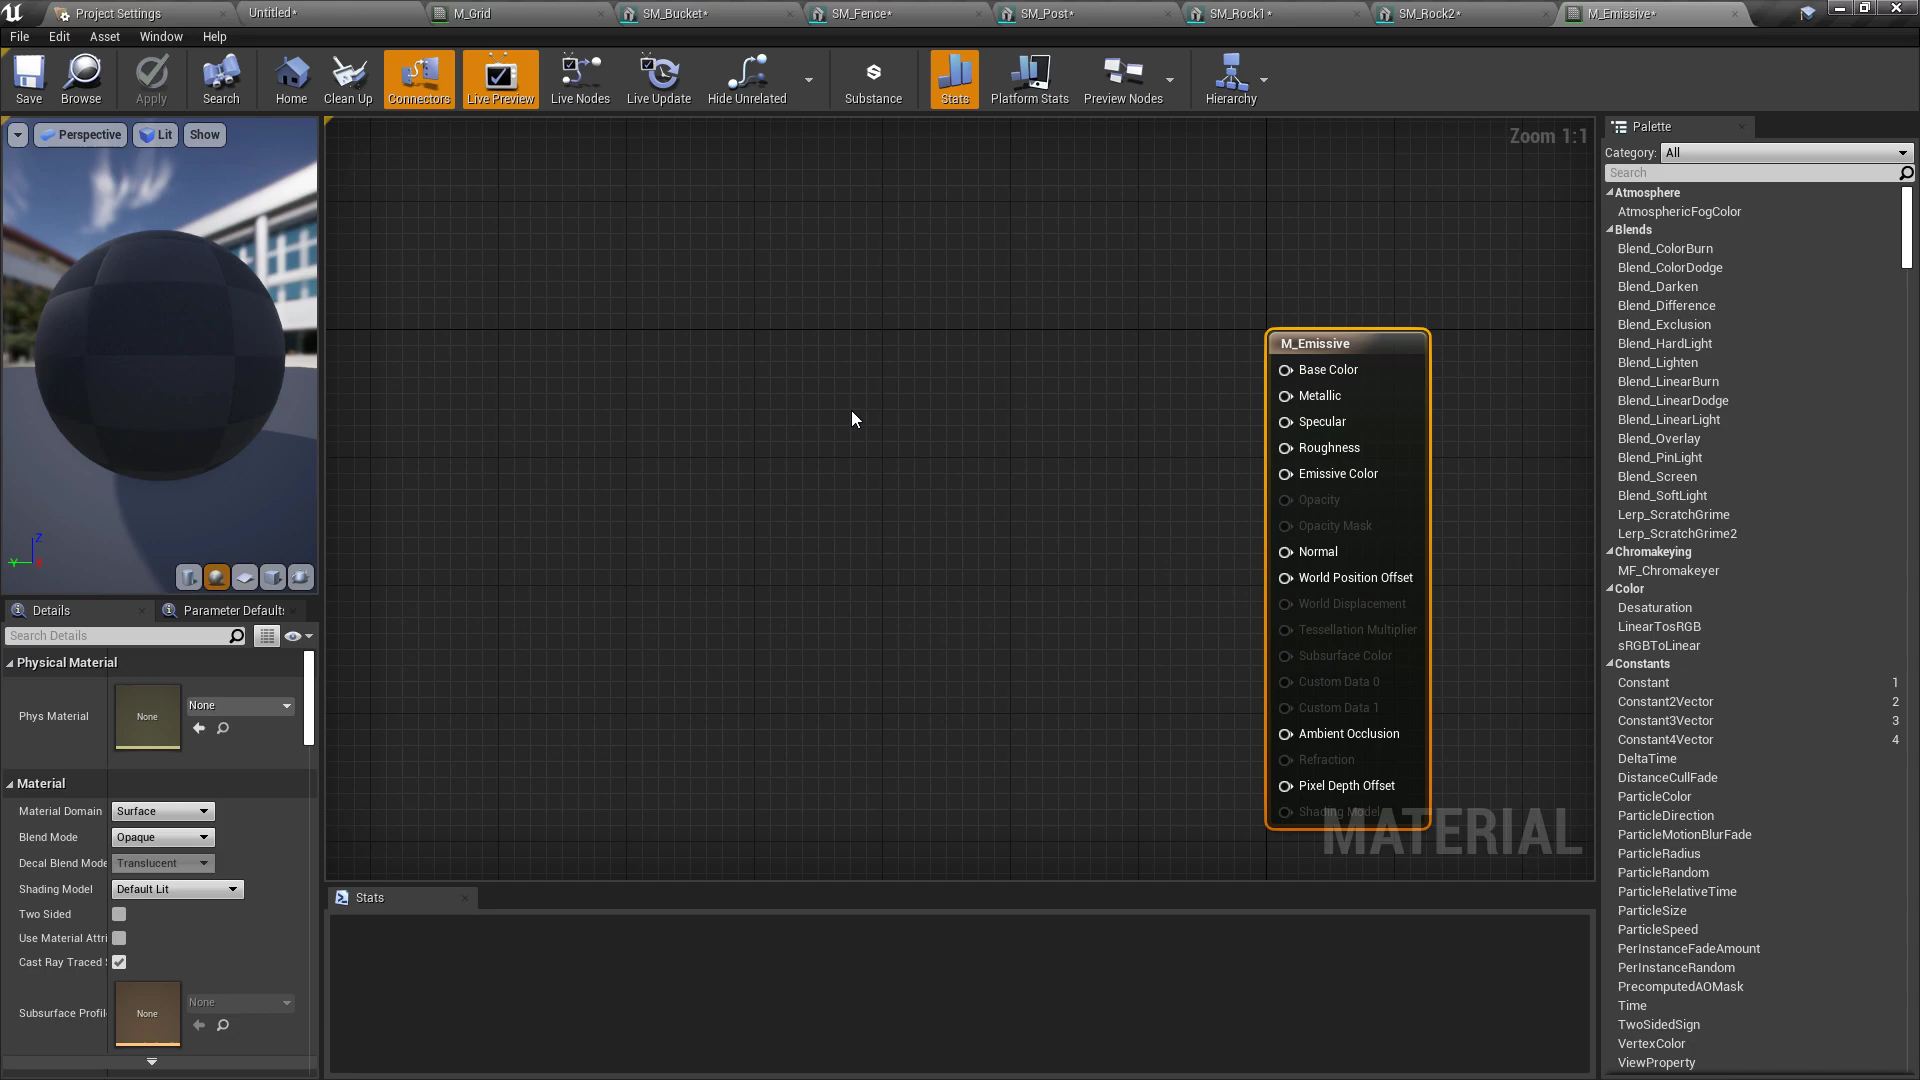 Project Settings
Untitled*
M_Grid
SM_Bucket*
SM_Fence*
SM_Post*
SM_Rock1*
SM_Rock2*
M_Emissive*
File Edit Asset Window Help
Save
Browse
Apply
Search
Home
Clean Up
Connectors
Live Preview
Live Nodes
Live Update
Hide Unrelated
Substance
Stats
Platform Stats
Preview Nodes
Hierarchy
Perspective
Lit
Show
Z
Y
X
Zoom 1:1
M_Emissive
Base Color
Metallic
Specular
Roughness
Emissive Color
Opacity
Opacity Mask
Normal
World Position Offset
World Displacement
Tessellation Multiplier
Subsurface Color
Custom Data 0
Custom Data 1
Ambient Occlusion
Refraction
Pixel Depth Offset
Shading Model
MATERIAL
Details
Parameter Default
Search Details
Physical Material
Phys Material
None
None
Material
Material Domain
Surface
Blend Mode
Opaque
Decal Blend Mode
Translucent
Shading Model
Default Lit
Two Sided
Use Material Attri
Cast Ray Traced
Subsurface Profil
None
None
Stats
Palette
Category: All
Search
Atmosphere
AtmosphericFogColor
Blends
Blend_ColorBurn
Blend_ColorDodge
Blend_Darken
Blend_Difference
Blend_Exclusion
Blend_HardLight
Blend_Lighten
Blend_LinearBurn
Blend_LinearDodge
Blend_LinearLight
Blend_Overlay
Blend_PinLight
Blend_Screen
Blend_SoftLight
Lerp_ScratchGrime
Lerp_ScratchGrime2
Chromakeying
MF_Chromakeyer
Color
Desaturation
LinearTosRGB
sRGBToLinear
Constants
Constant 1
Constant2Vector 2
Constant3Vector 3
Constant4Vector 4
DeltaTime
DistanceCullFade
ParticleColor
ParticleDirection
ParticleMotionBlurFade
ParticleRadius
ParticleRandom
ParticleRelativeTime
ParticleSize
ParticleSpeed
PerInstanceFadeAmount
PerInstanceRandom
PrecomputedAOMask
Time
TwoSidedSign
VertexColor
ViewProperty